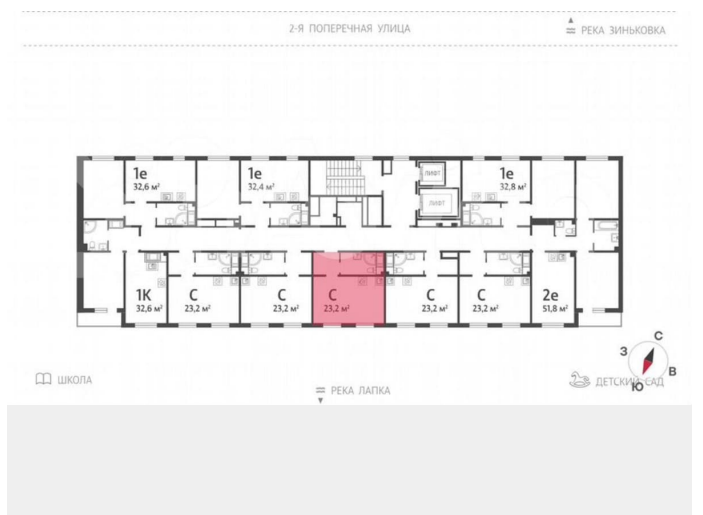 2-Я ПОПЕРЕЧНАЯ УЛИЦА
РЕКА ЗИНЬКОВКА
1е
32,6 м²
1е
32,4 м²
ЛИФТ
ЛИФТ
1е
32,8 м²
1К
32,6 м²
С
23,2 м²
С
23,2 м²
С
23,2 м²
С
23,2 м²
С
23,2 м²
2е
51,8 м²
ШКОЛА
РЕКА ЛАПКА
ДЕТСКИЙ САД
С
З
В
Ю